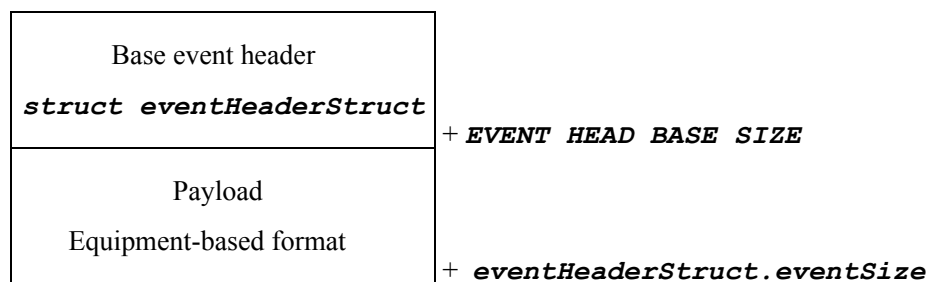 Base event header
struct eventHeaderStruct
+ EVENT HEAD BASE SIZE
Payload
Equipment-based format
+ eventHeaderStruct.eventSize